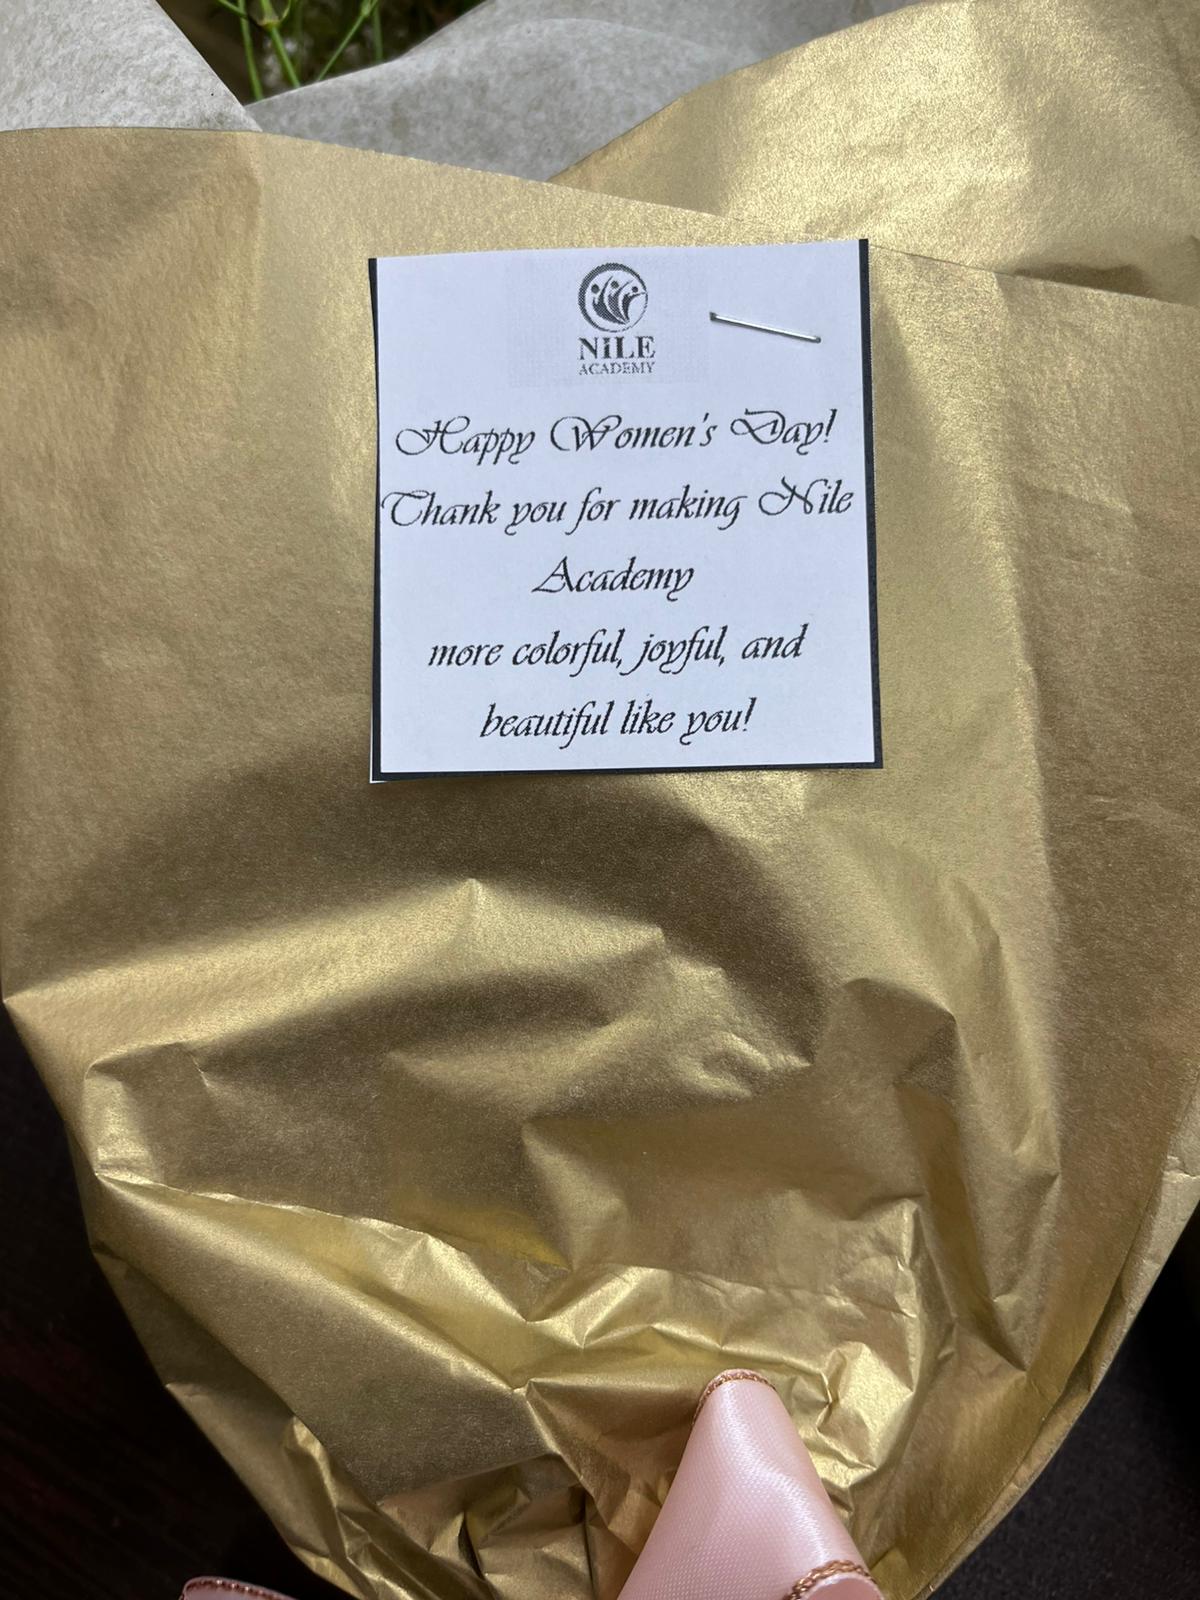 NiLE
ACADEMY
Happy Women's Day!
Thank you for making Nile
Academy
more colorful, joyful, and
beautiful like you!